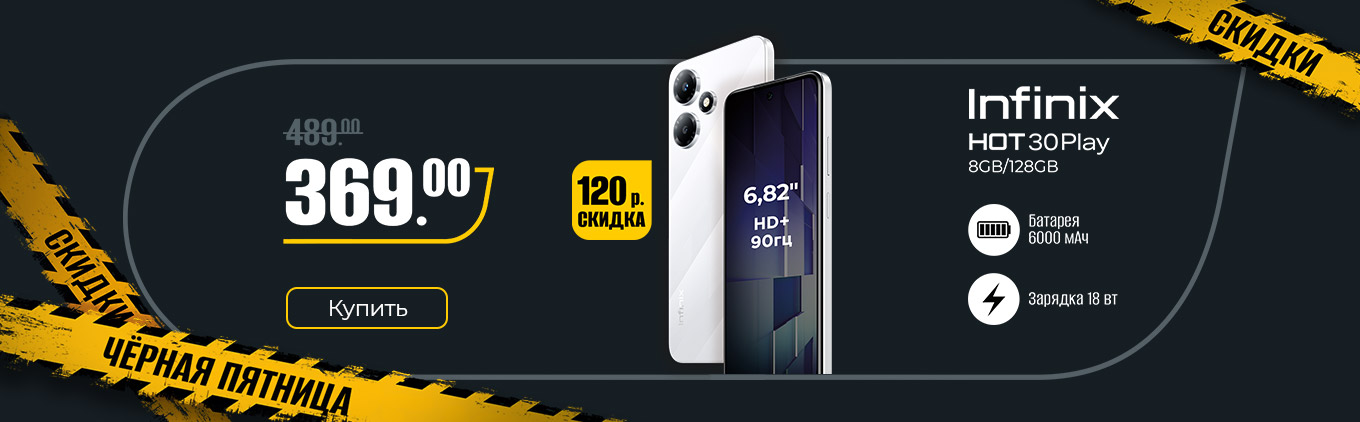 СКИДКИ
489.00
369.00
Купить
120 р.
СКИДКА
6,82"
HD+
90гц
infinix
Infinix
HOT 30 Play
8GB/128GB
Батарея
6000 мАч
Зарядка 18 вт
СКИДКИ
ЧЁРНАЯ ПЯТНИЦА